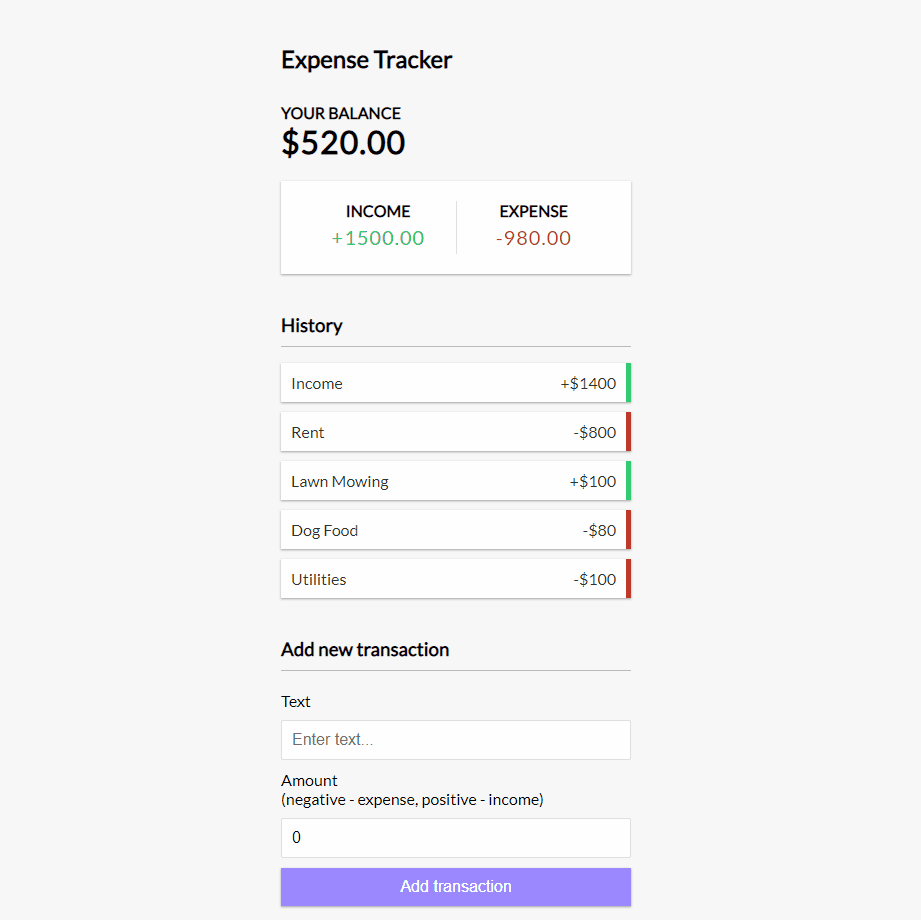 Expense Tracker
YOUR BALANCE
$520.00
INCOME EXPENSE
+1500.00 -980.00
History
Income +$1400
Rent -$800
Lawn Mowing +$100
Dog Food -$80
Utilities -$100
Add new transaction
Text
Enter text...
Amount
(negative - expense, positive - income)
0
Add transaction